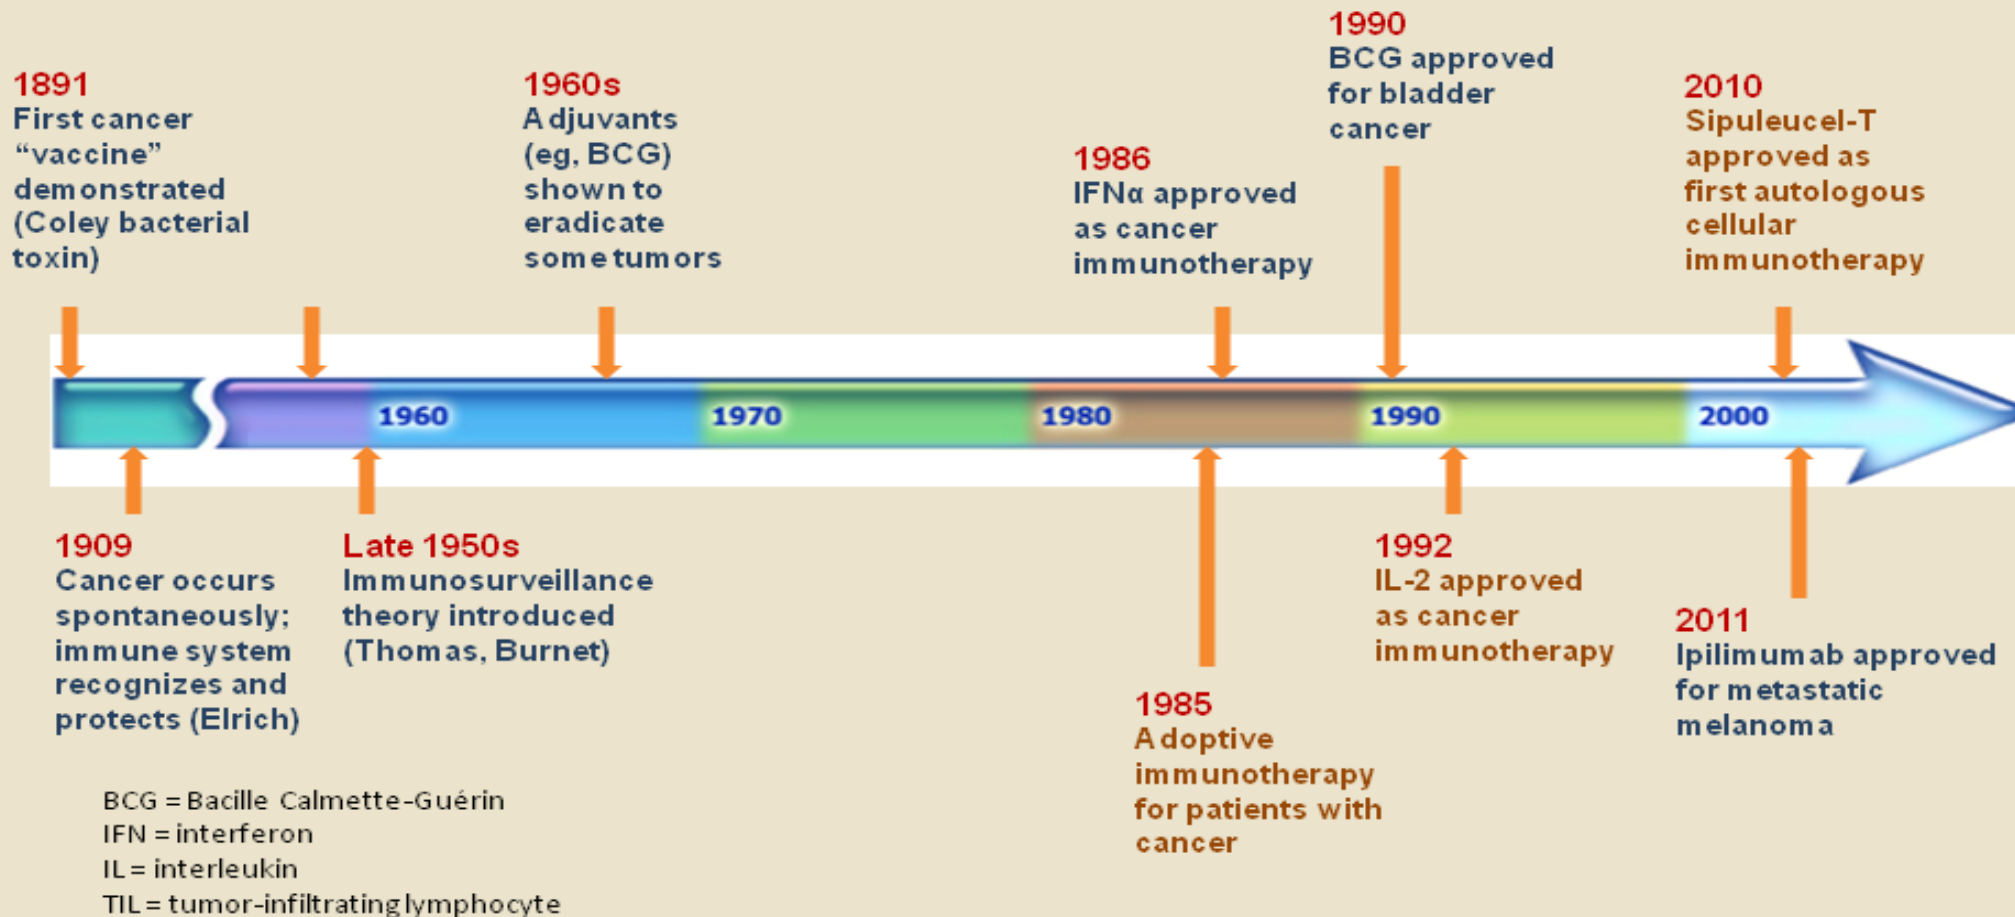 1891
First cancer
“vaccine”
demonstrated
(Coley bacterial
toxin)
1960s
Adjuvants
(eg, BCG)
shown to
eradicate
some tumors
1986
IFNα approved
as cancer
immunotherapy
1990
BCG approved
for bladder
cancer
2010
Sipuleucel-T
approved as
first autologous
cellular
immunotherapy
1960
1970
1980
1990
2000
1909
Cancer occurs
spontaneously;
immune system
recognizes and
protects (Elrich)
Late 1950s
Immunosurveillance
theory introduced
(Thomas, Burnet)
1985
Adoptive
immunotherapy
for patients with
cancer
1992
IL-2 approved
as cancer
immunotherapy
2011
Ipilimumab approved
for metastatic
melanoma
BCG = Bacille Calmette-Guérin
IFN = interferon
IL = interleukin
TIL = tumor-infiltrating lymphocyte